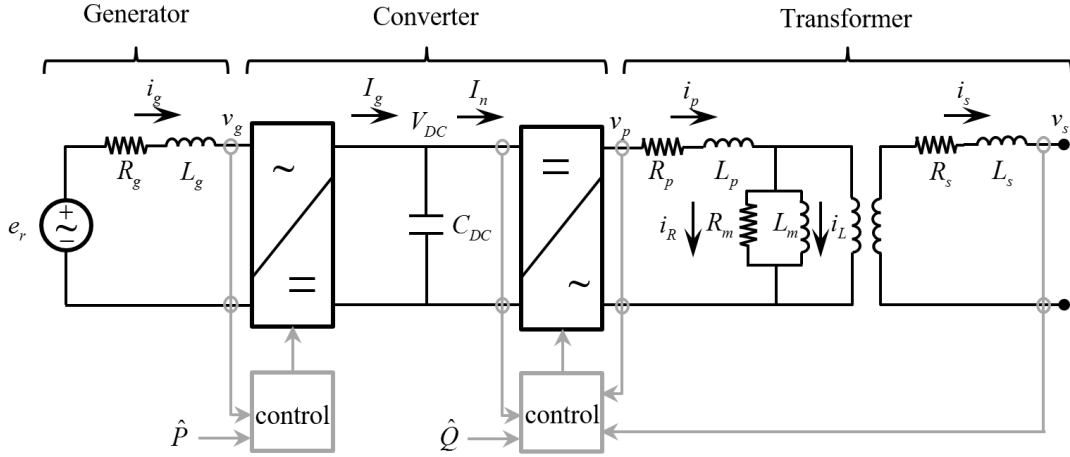 Generator Converter Transformer
i_g I_g I_n i_p i_s
v_g V_DC v_p v_s
~ =
R_g L_g R_p L_p R_s L_s
e_r + ~ − C_DC i_R R_m L_m i_L
= ~
control control
P̂ Q̂